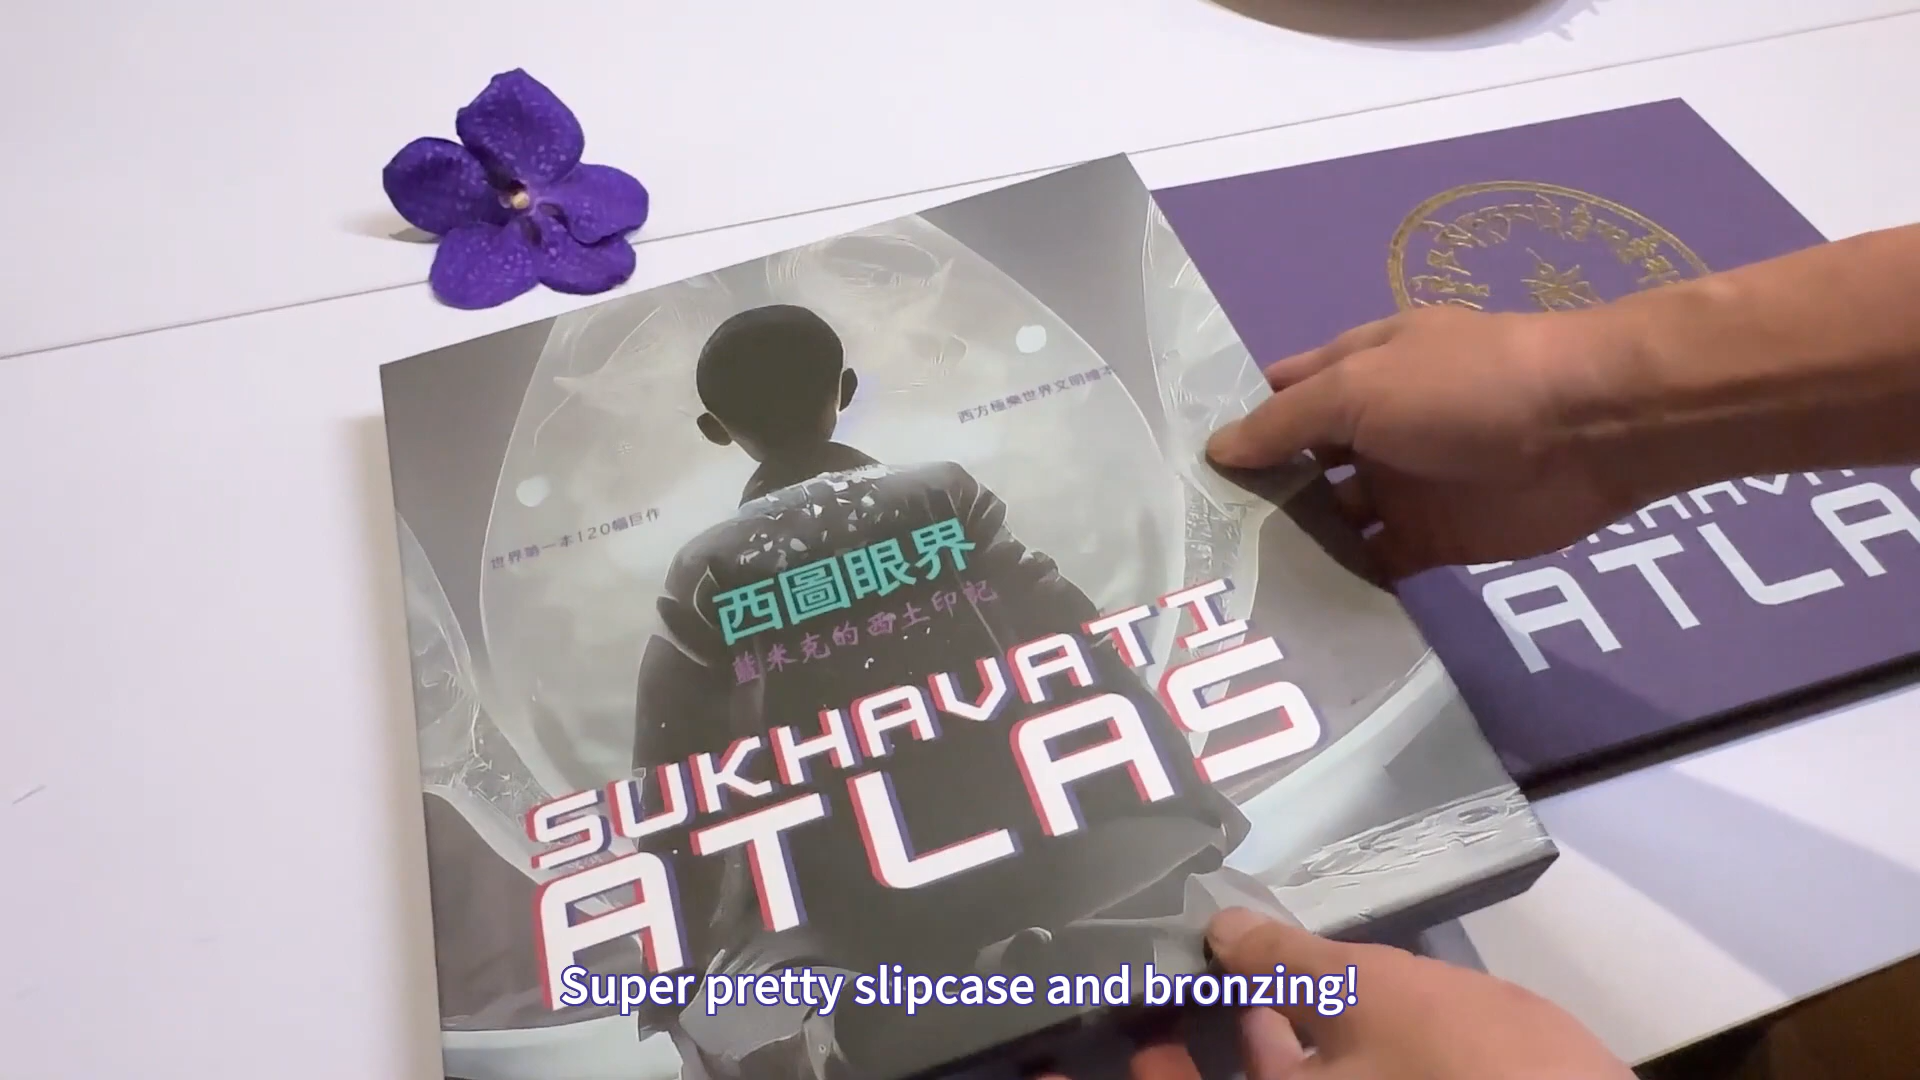 西方極樂世界文明繪本
世界第一本120幅巨作
西圖眼界
藍米克的西土印記
SUKHAVATI
ATLAS
ATLAS
Super pretty slipcase and bronzing!